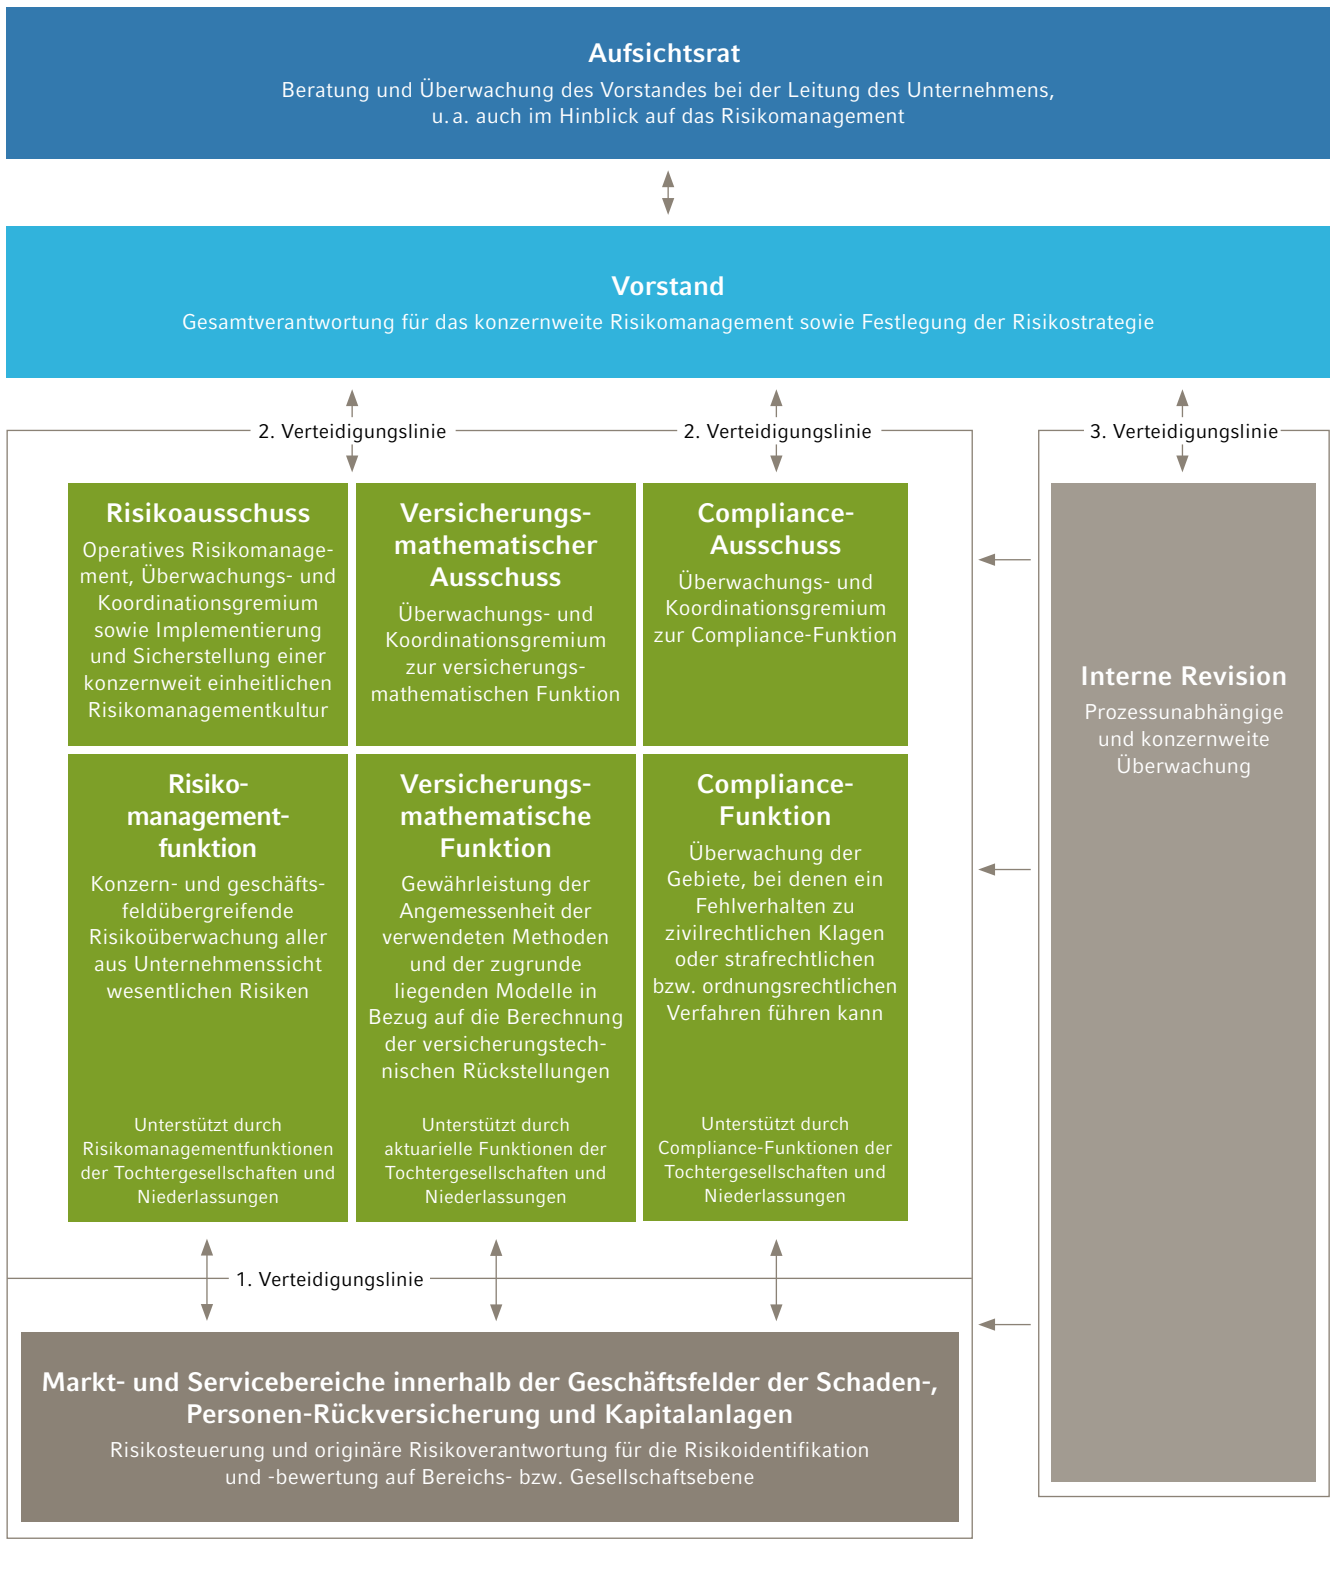 Aufsichtsrat
Beratung und Überwachung des Vorstandes bei der Leitung des Unternehmens,
u. a. auch im Hinblick auf das Risikomanagement
Vorstand
Gesamtverantwortung für das konzernweite Risikomanagement sowie Festlegung der Risikostrategie
2. Verteidigungslinie
2. Verteidigungslinie
3. Verteidigungslinie
Risikoausschuss
Operatives Risikomanage-
ment, Überwachungs- und
Koordinationsgremium
sowie Implementierung
und Sicherstellung einer
konzernweit einheitlichen
Risikomanagementkultur
Versicherungs-
mathematischer
Ausschuss
Überwachungs- und
Koordinationsgremium
zur versicherungs-
mathematischen Funktion
Compliance-
Ausschuss
Überwachungs- und
Koordinationsgremium
zur Compliance-Funktion
Interne Revision
Prozessunabhängige
und konzernweite
Überwachung
Risiko-
management-
funktion
Konzern- und geschäfts-
feldübergreifende
Risikoüberwachung aller
aus Unternehmenssicht
wesentlichen Risiken
Unterstützt durch
Risikomanagementfunktionen
der Tochtergesellschaften und
Niederlassungen
Versicherungs-
mathematische
Funktion
Gewährleistung der
Angemessenheit der
verwendeten Methoden
und der zugrunde
liegenden Modelle in
Bezug auf die Berechnung
der versicherungstech-
nischen Rückstellungen
Unterstützt durch
aktuarielle Funktionen der
Tochtergesellschaften und
Niederlassungen
Compliance-
Funktion
Überwachung der
Gebiete, bei denen ein
Fehlverhalten zu
zivilrechtlichen Klagen
oder strafrechtlichen
bzw. ordnungsrechtlichen
Verfahren führen kann
Unterstützt durch
Compliance-Funktionen der
Tochtergesellschaften und
Niederlassungen
1. Verteidigungslinie
Markt- und Servicebereiche innerhalb der Geschäftsfelder der Schaden-,
Personen-Rückversicherung und Kapitalanlagen
Risikosteuerung und originäre Risikoverantwortung für die Risikoidentifikation
und -bewertung auf Bereichs- bzw. Gesellschaftsebene